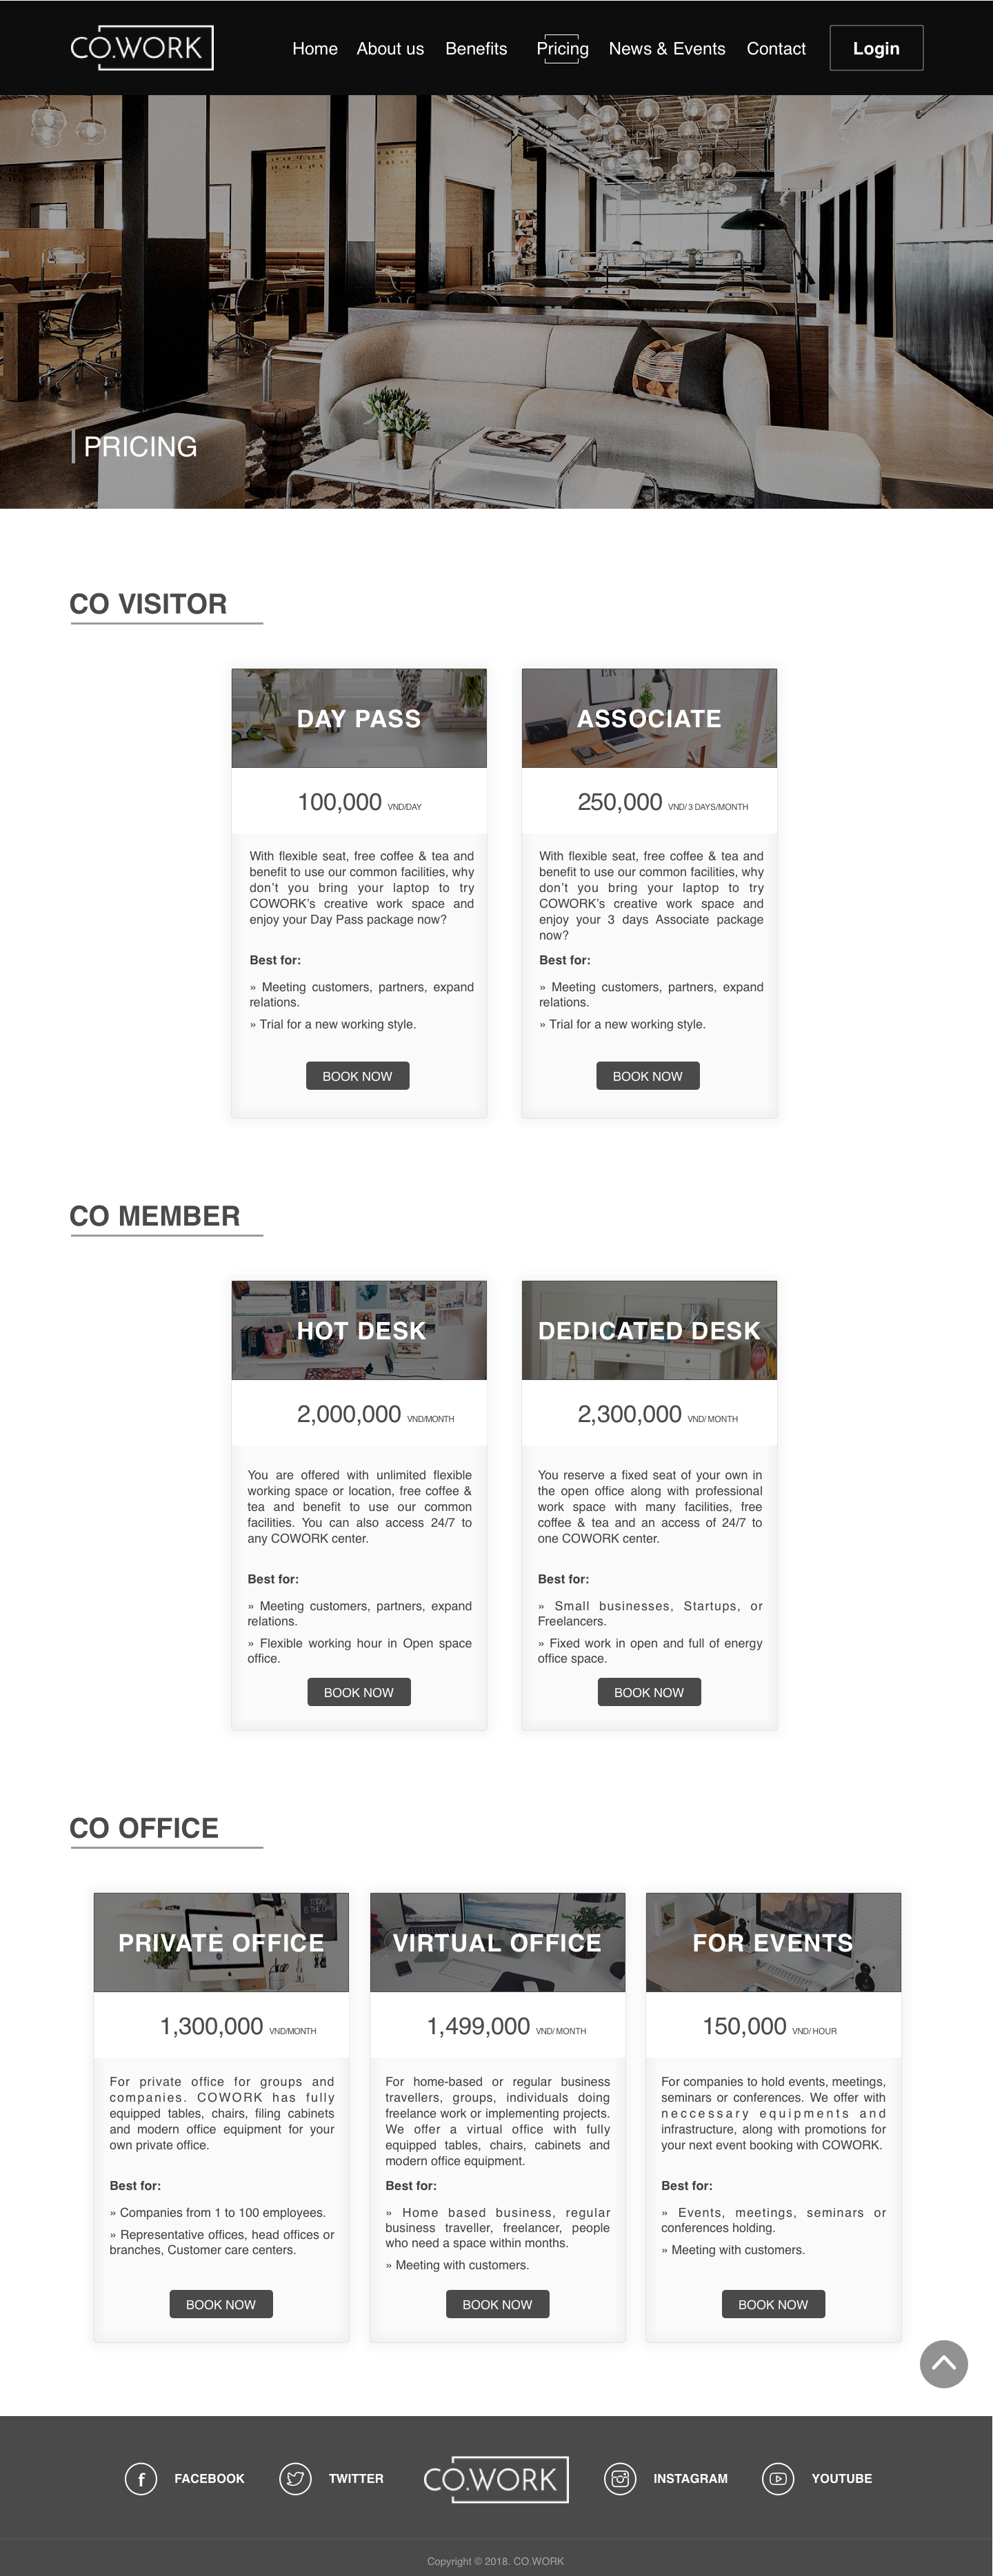 CO.WORK
Home About us Benefits Pricing News & Events Contact Login
PRICING
CO VISITOR
DAY PASS
100,000 VND/DAY
With flexible seat, free coffee & tea and
benefit to use our common facilities, why
don’t you bring your laptop to try
COWORK’s creative work space and
enjoy your Day Pass package now?
Best for:
» Meeting customers, partners, expand
relations.
» Trial for a new working style.
BOOK NOW
ASSOCIATE
250,000 VND/ 3 DAYS/MONTH
With flexible seat, free coffee & tea and
benefit to use our common facilities, why
don’t you bring your laptop to try
COWORK’s creative work space and
enjoy your 3 days Associate package
now?
Best for:
» Meeting customers, partners, expand
relations.
» Trial for a new working style.
BOOK NOW
CO MEMBER
HOT DESK
2,000,000 VND/MONTH
You are offered with unlimited flexible
working space or location, free coffee &
tea and benefit to use our common
facilities. You can also access 24/7 to
any COWORK center.
Best for:
» Meeting customers, partners, expand
relations.
» Flexible working hour in Open space
office.
BOOK NOW
DEDICATED DESK
2,300,000 VND/ MONTH
You reserve a fixed seat of your own in
the open office along with professional
work space with many facilities, free
coffee & tea and an access of 24/7 to
one COWORK center.
Best for:
» Small businesses, Startups, or
Freelancers.
» Fixed work in open and full of energy
office space.
BOOK NOW
CO OFFICE
PRIVATE OFFICE
1,300,000 VND/MONTH
For private office for groups and
companies. COWORK has fully
equipped tables, chairs, filing cabinets
and modern office equipment for your
own private office.
Best for:
» Companies from 1 to 100 employees.
» Representative offices, head offices or
branches, Customer care centers.
BOOK NOW
VIRTUAL OFFICE
1,499,000 VND/ MONTH
For home-based or regular business
travellers, groups, individuals doing
freelance work or implementing projects.
We offer a virtual office with fully
equipped tables, chairs, cabinets and
modern office equipment.
Best for:
» Home based business, regular
business traveller, freelancer, people
who need a space within months.
» Meeting with customers.
BOOK NOW
FOR EVENTS
150,000 VND/ HOUR
For companies to hold events, meetings,
seminars or conferences. We offer with
neccessary equipments and
infrastructure, along with promotions for
your next event booking with COWORK.
Best for:
» Events, meetings, seminars or
conferences holding.
» Meeting with customers.
BOOK NOW
FACEBOOK TWITTER CO.WORK INSTAGRAM YOUTUBE
Copyright © 2018. CO.WORK